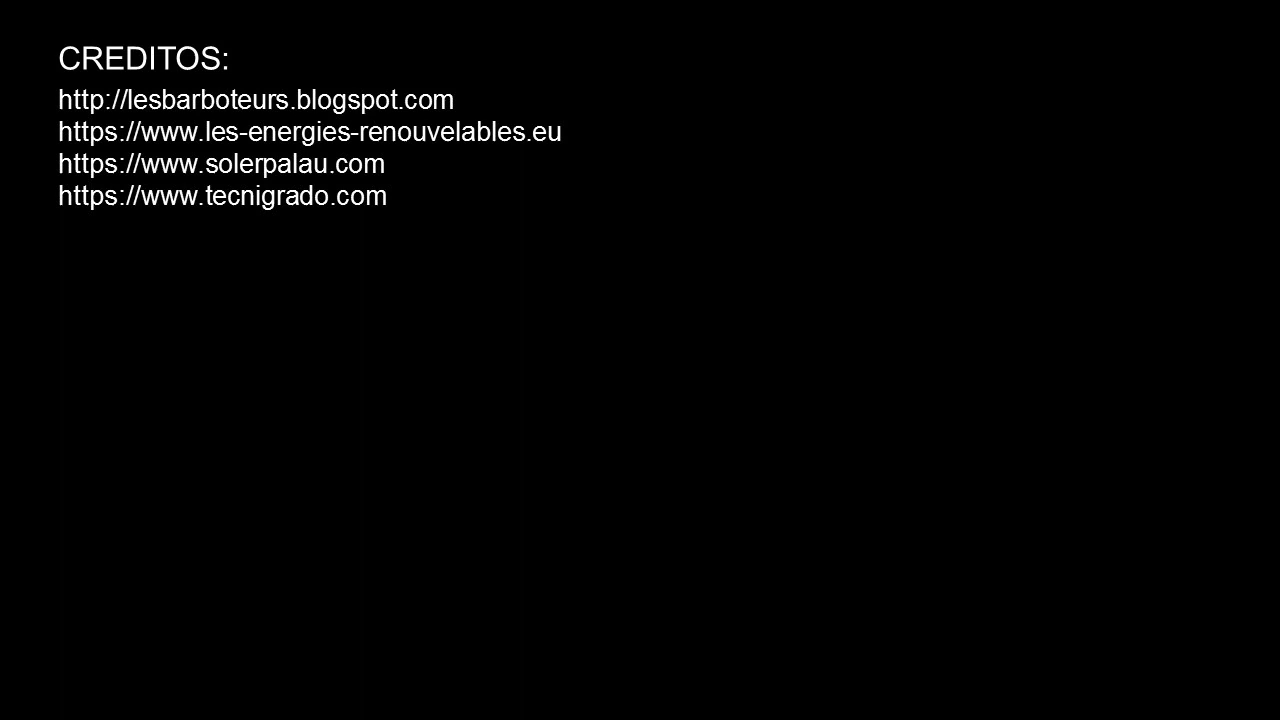 CREDITOS:
http://lesbarboteurs.blogspot.com
https://www.les-energies-renouvelables.eu
https://www.solerpalau.com
https://www.tecnigrado.com